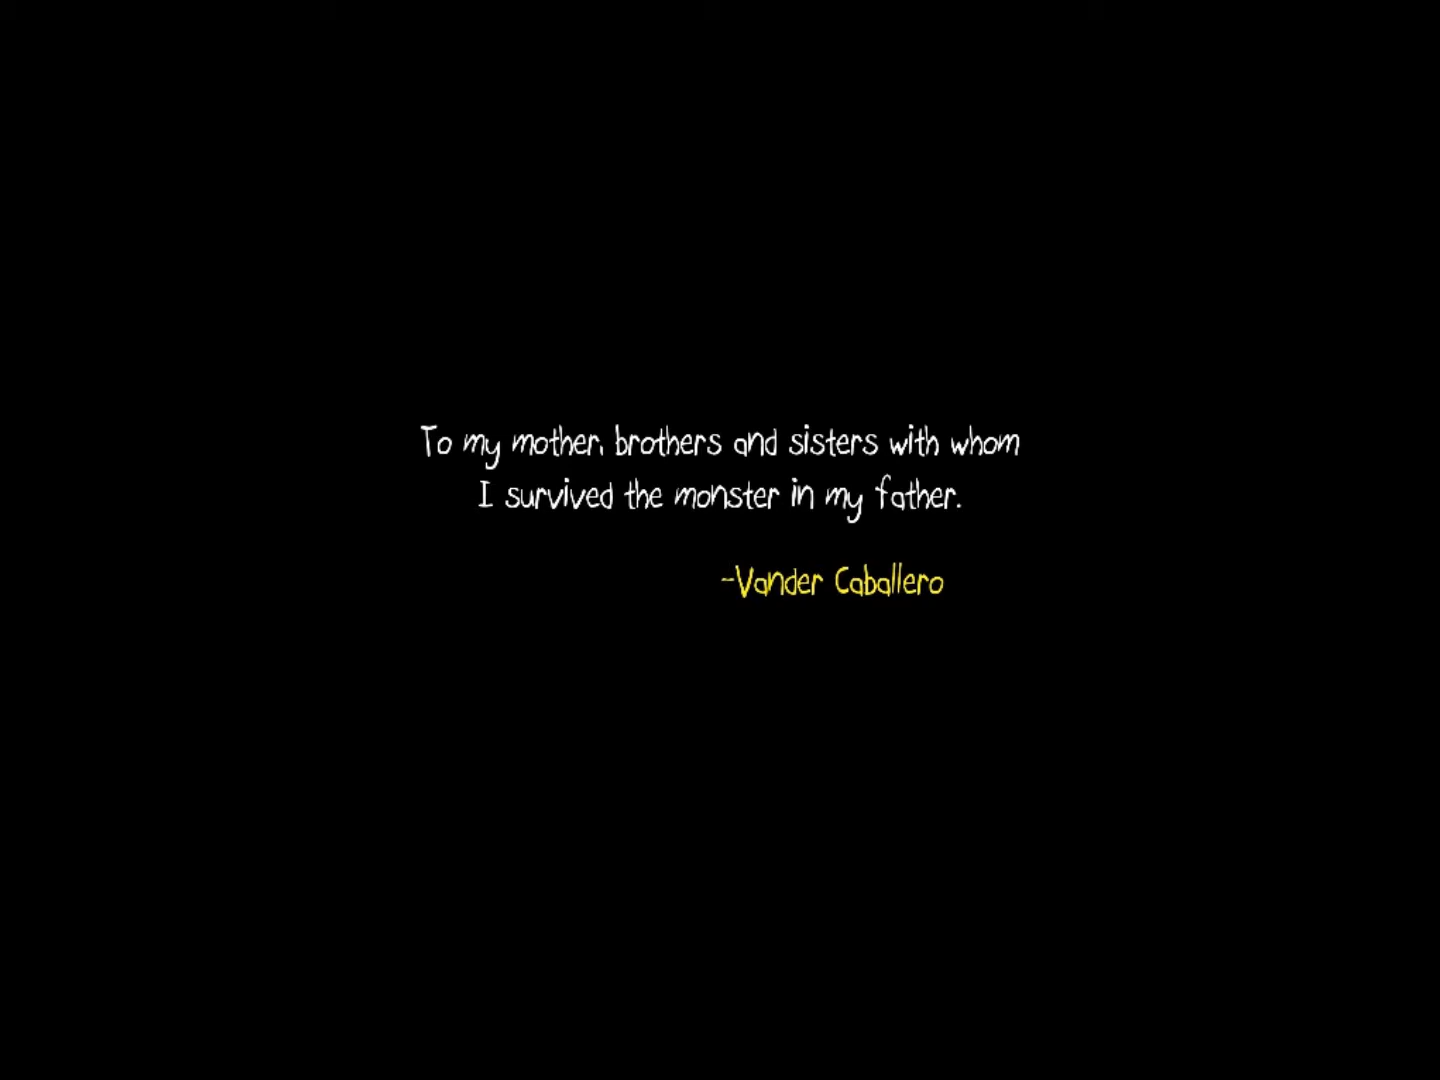 To my mother, brothers and sisters with whom
I survived the monster in my father.
-Vander Caballero